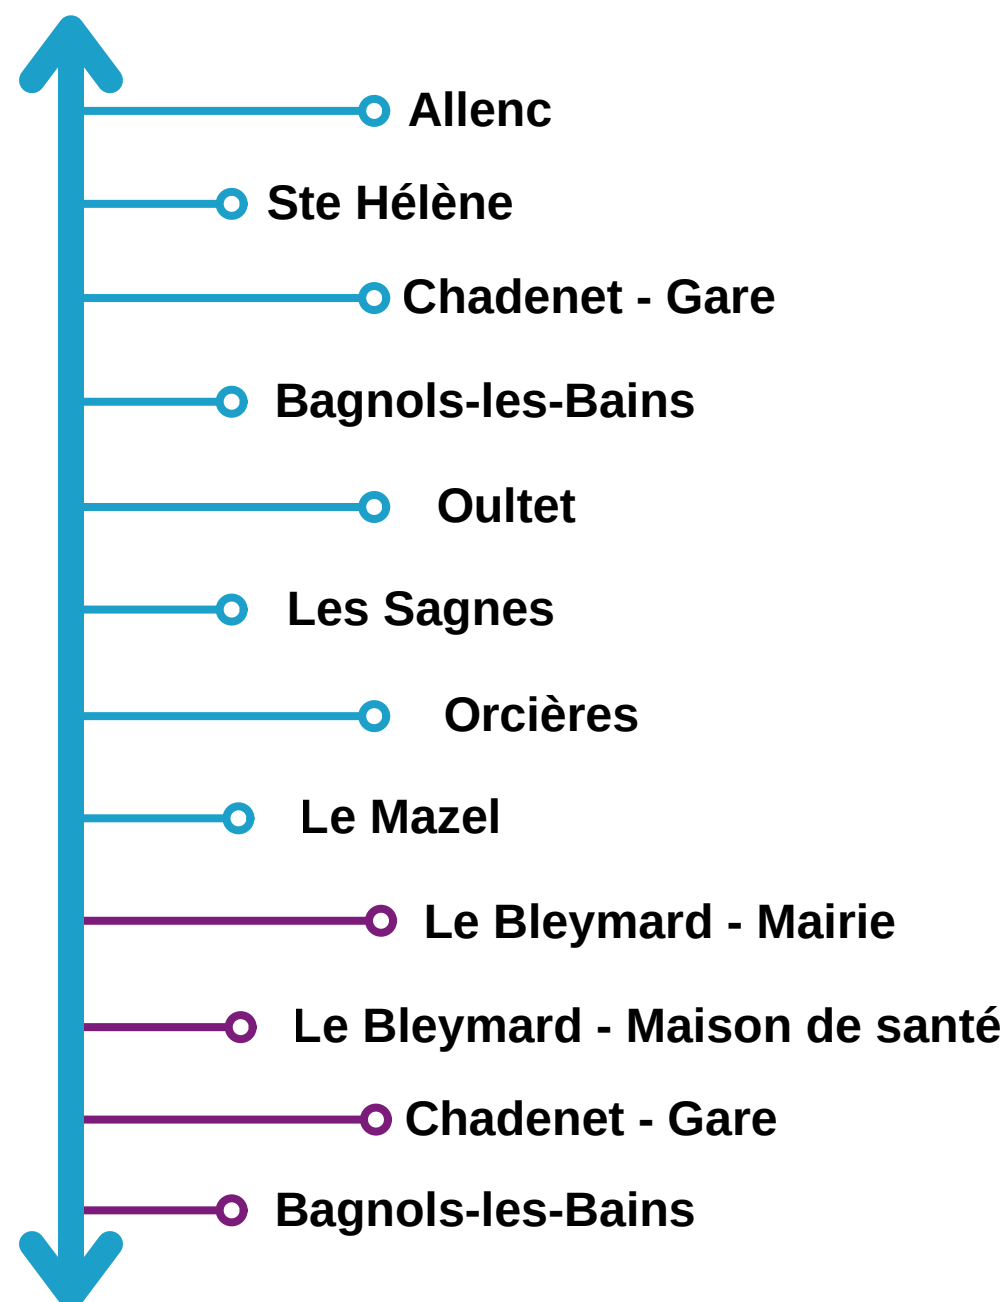 Allenc
Ste Hélène
Chadenet - Gare
Bagnols-les-Bains
Oultet
Les Sagnes
Orcières
Le Mazel
Le Bleymard - Mairie
Le Bleymard - Maison de santé
Chadenet - Gare
Bagnols-les-Bains